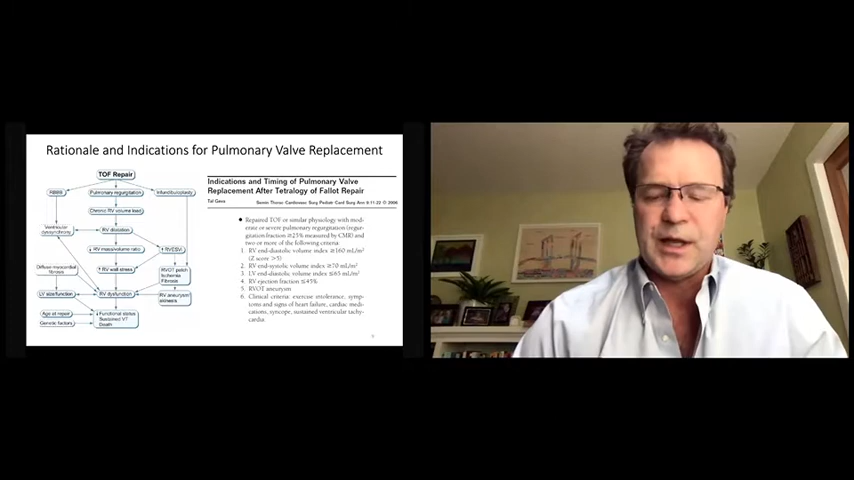 Rationale and Indications for Pulmonary Valve Replacement
TOF Repair
RBBB
Pulmonary regurgitation
Infundibuloplasty
Chronic RV volume load
Ventricular
dyssynchrony
RV dilation
↑ RV mass/volume ratio
↑ RVESVi
↑ RV wall stress
Diffuse myocardial
fibrosis
RVOT patch
Ischemia
Fibrosis
LV size/function
RV dysfunction
RV aneurysm/
Age at repair
Genetic factors
↓ Functional status
Sustained VT
Death
Indications and Timing of Pulmonary Valve
Replacement After Tetralogy of Fallot Repair
Tal Geva
Semin Thorac Cardiovasc Surg Pediatr Card Surg Ann 9:11-22 © 2006
● Repaired TOF or similar physiology with mod-
erate or severe pulmonary regurgitation (regur-
gitation fraction ≥25% measured by CMR) and
two or more of the following criteria:
1. RV end-diastolic volume index ≥160 mL/m²
(Z score >5)
2. RV end-systolic volume index ≥70 mL/m²
3. LV end-diastolic volume index ≤65 mL/m²
4. RV ejection fraction ≤45%
5. RVOT aneurysm
6. Clinical criteria: exercise intolerance, symp-
toms and signs of heart failure, cardiac medi-
cations, syncope, sustained ventricular tachy-
cardia